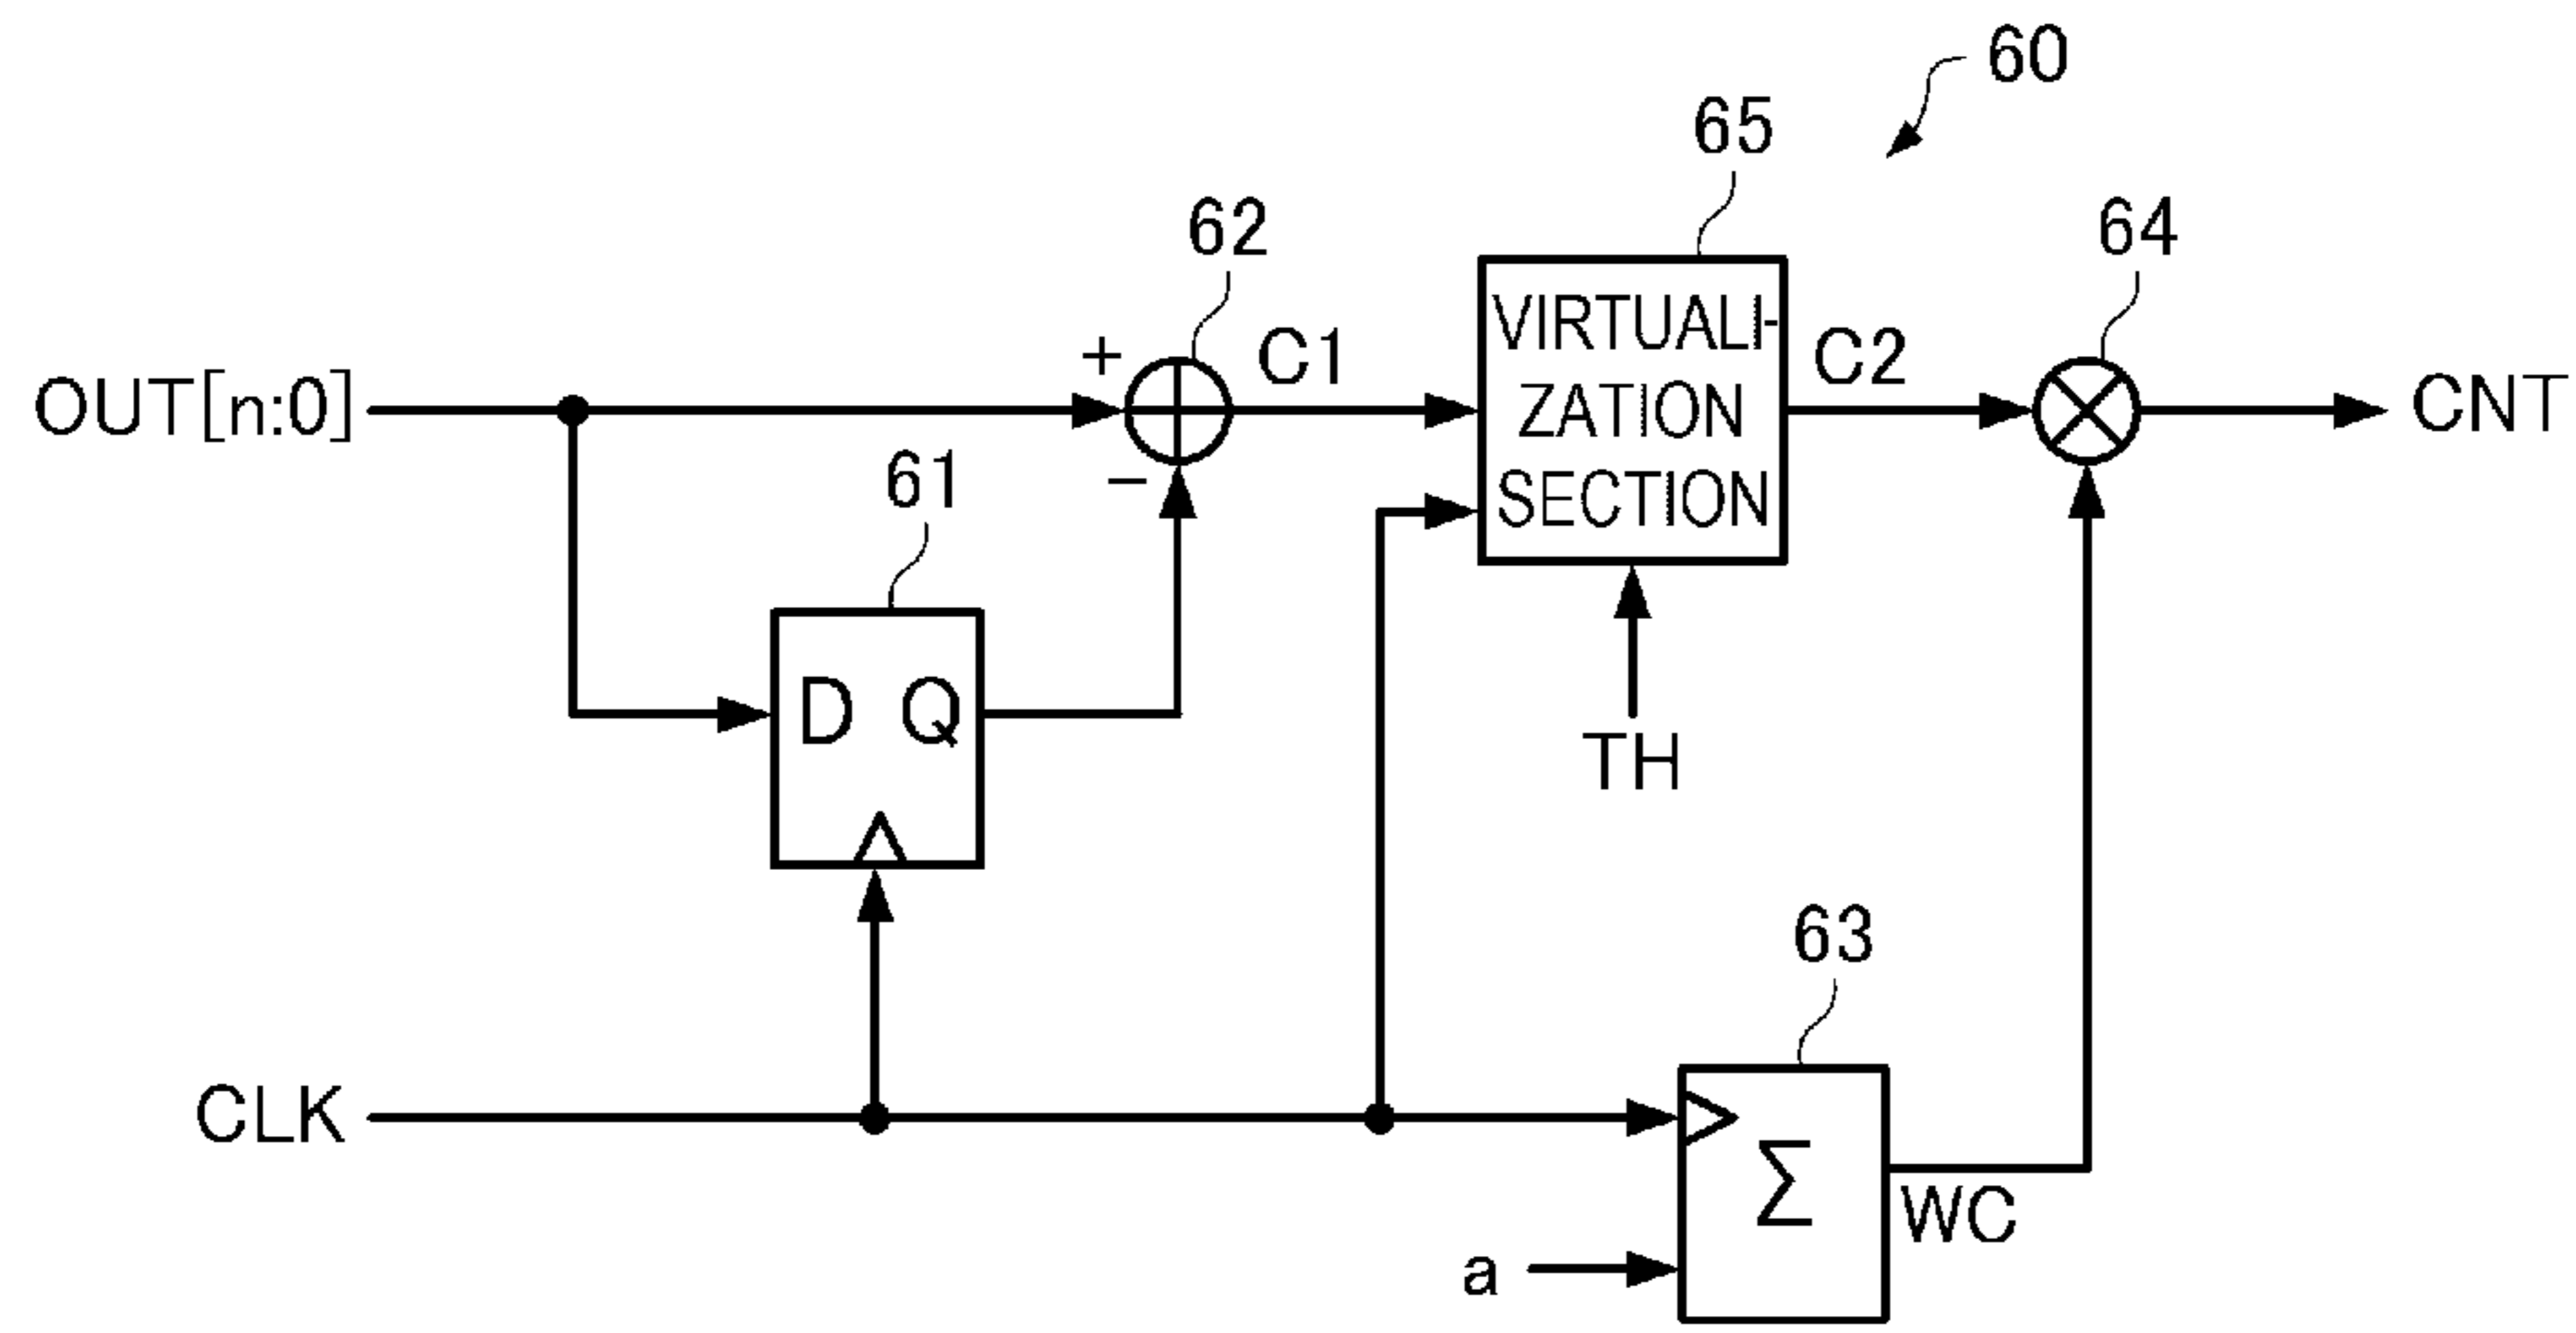 60
65
62
64
+
C1
VIRTUALI-
ZATION
SECTION
C2
OUT[n:0]
CNT
−
61
D Q
TH
63
CLK
Σ
WC
a